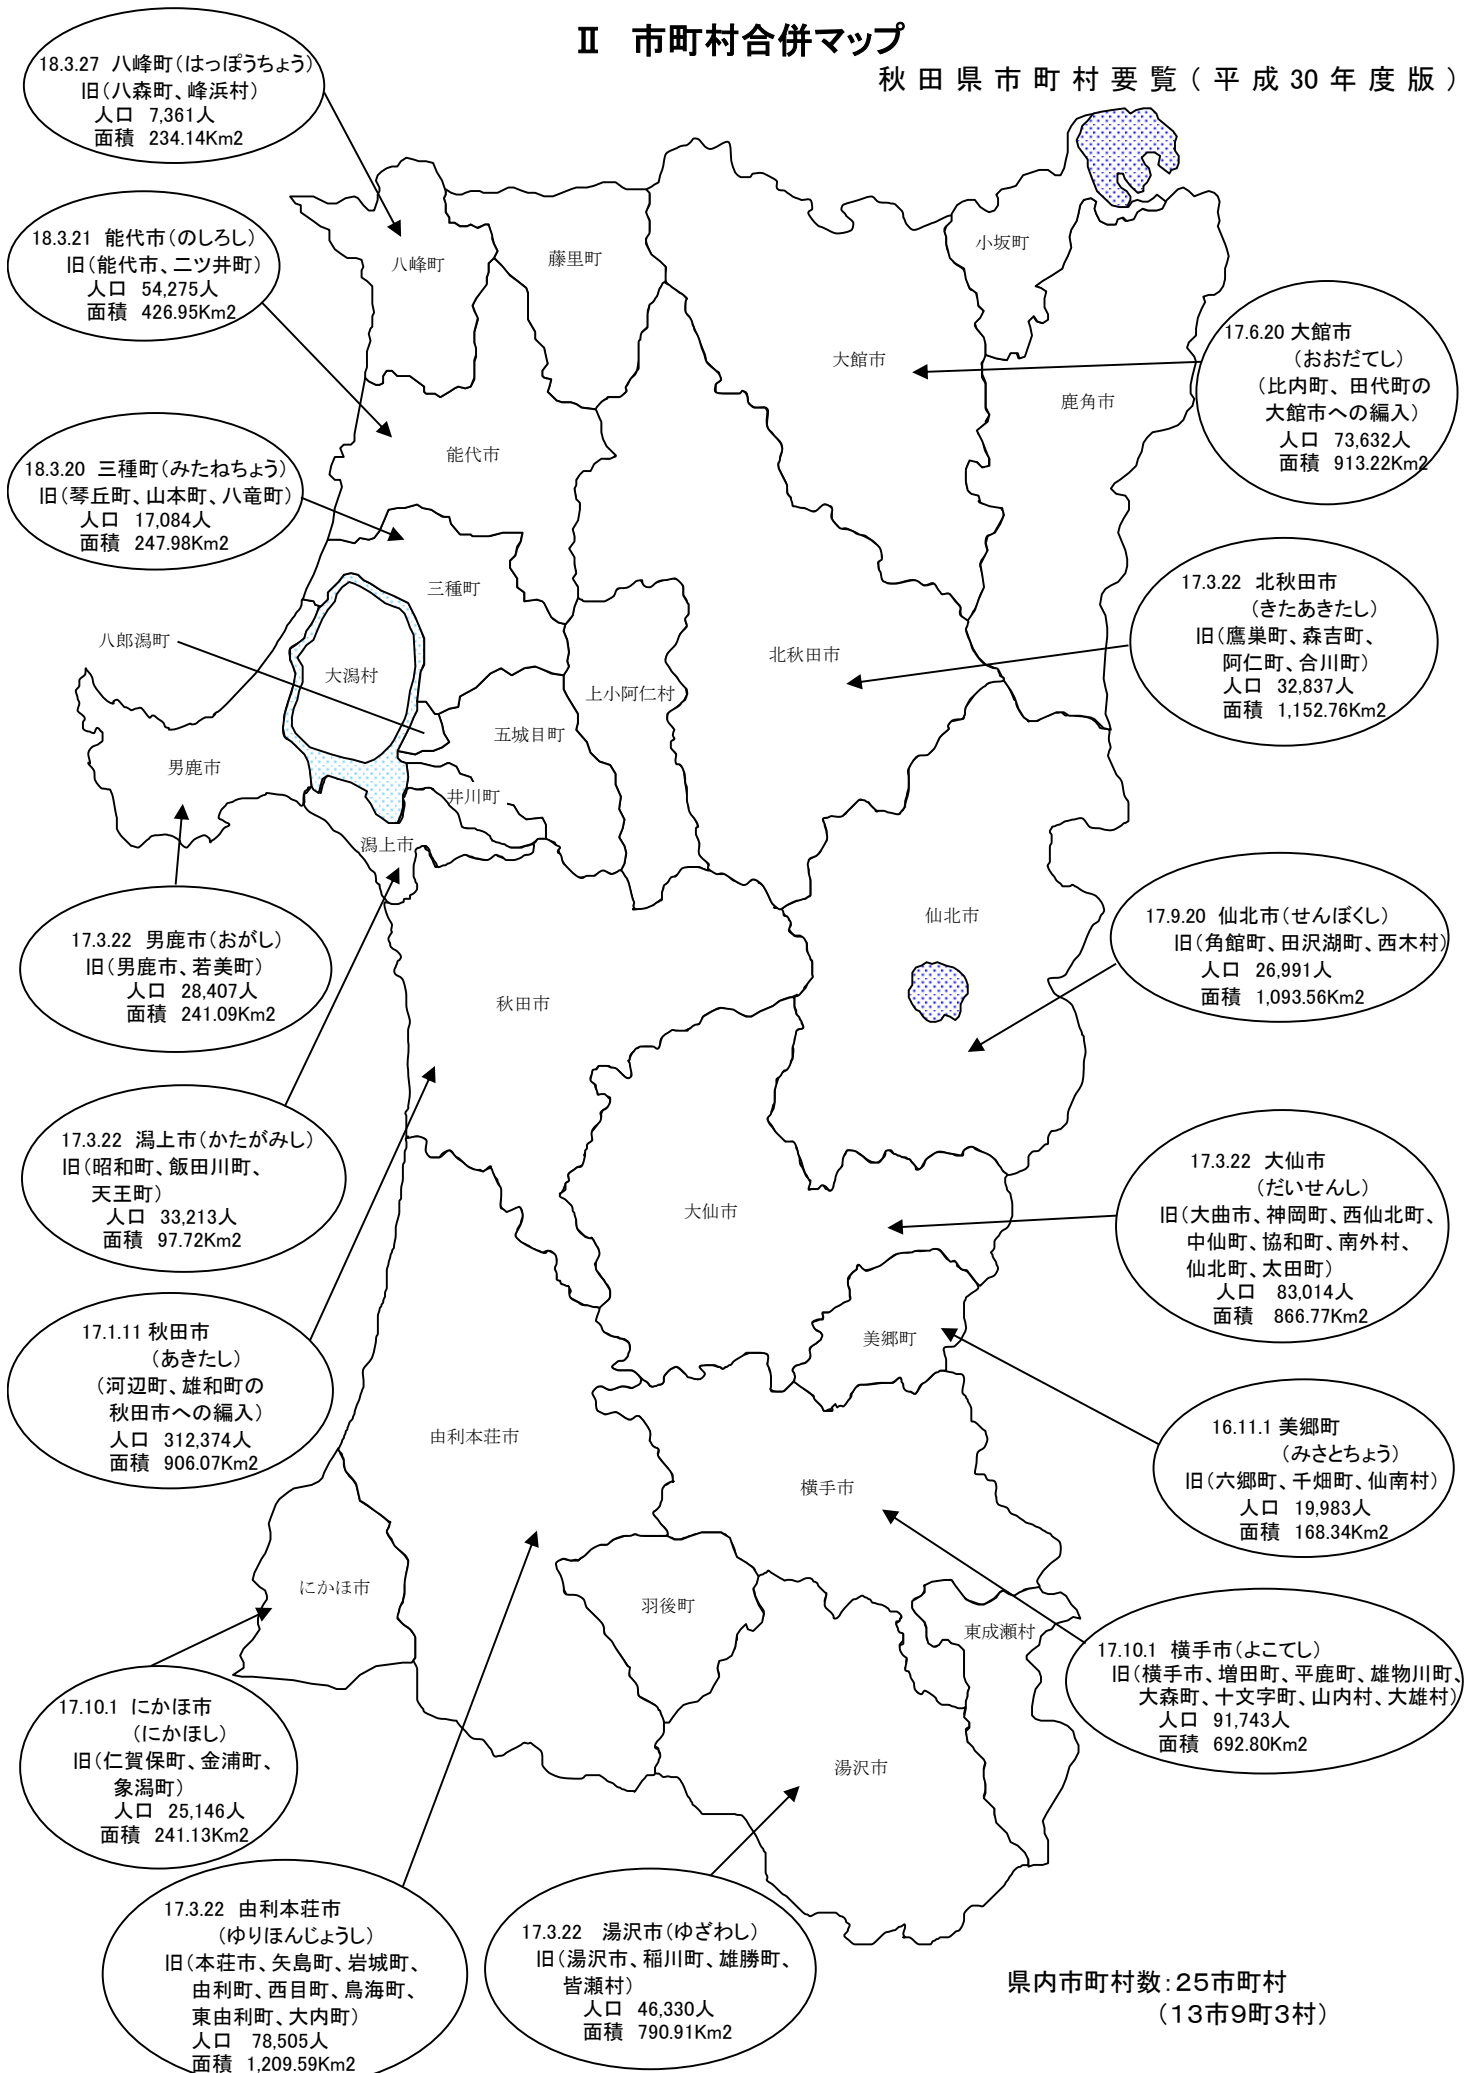 Ⅱ 市町村合併マップ
秋田県市町村要覧(平成30年度版)
18.3.27 八峰町(はっぽうちょう)
旧(八森町、峰浜村)
人口 7,361人
面積 234.14Km2
18.3.21 能代市(のしろし)
旧(能代市、二ツ井町)
人口 54,275人
面積 426.95Km2
18.3.20 三種町(みたねちょう)
旧(琴丘町、山本町、八竜町)
人口 17,084人
面積 247.98Km2
17.3.22 男鹿市(おがし)
旧(男鹿市、若美町)
人口 28,407人
面積 241.09Km2
17.3.22 潟上市(かたがみし)
旧(昭和町、飯田川町、
天王町)
人口 33,213人
面積 97.72Km2
17.1.11 秋田市
(あきたし)
(河辺町、雄和町の
秋田市への編入)
人口 312,374人
面積 906.07Km2
17.10.1 にかほ市
(にかほし)
旧(仁賀保町、金浦町、
象潟町)
人口 25,146人
面積 241.13Km2
17.3.22 由利本荘市
(ゆりほんじょうし)
旧(本荘市、矢島町、岩城町、
由利町、西目町、鳥海町、
東由利町、大内町)
人口 78,505人
面積 1,209.59Km2
17.3.22 湯沢市(ゆざわし)
旧(湯沢市、稲川町、雄勝町、
皆瀬村)
人口 46,330人
面積 790.91Km2
17.6.20 大館市
(おおだてし)
(比内町、田代町の
大館市への編入)
人口 73,632人
面積 913.22Km2
17.3.22 北秋田市
(きたあきたし)
旧(鷹巣町、森吉町、
阿仁町、合川町)
人口 32,837人
面積 1,152.76Km2
17.9.20 仙北市(せんぼくし)
旧(角館町、田沢湖町、西木村)
人口 26,991人
面積 1,093.56Km2
17.3.22 大仙市
(だいせんし)
旧(大曲市、神岡町、西仙北町、
中仙町、協和町、南外村、
仙北町、太田町)
人口 83,014人
面積 866.77Km2
16.11.1 美郷町
(みさとちょう)
旧(六郷町、千畑町、仙南村)
人口 19,983人
面積 168.34Km2
17.10.1 横手市(よこてし)
旧(横手市、増田町、平鹿町、雄物川町、
大森町、十文字町、山内村、大雄村)
人口 91,743人
面積 692.80Km2
八峰町
藤里町
小坂町
大館市
鹿角市
能代市
三種町
八郎潟町
大潟村
上小阿仁村
北秋田市
五城目町
男鹿市
井川町
潟上市
仙北市
秋田市
大仙市
美郷町
由利本荘市
横手市
にかほ市
羽後町
東成瀬村
湯沢市
県内市町村数:25市町村
(13市9町3村)